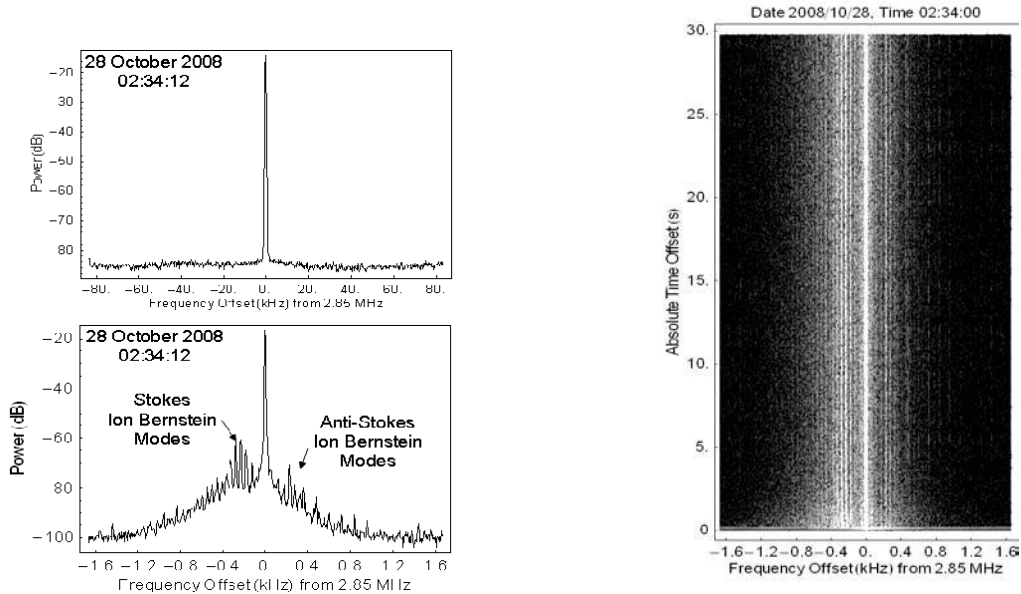 28 October 2008
02:34:12
Power (dB)
−20
−30
−40
−50
−60
−70
80
−80. −60. −40. −20. 0. 20. 40. 60. 80.
Frequency Offset (kHz) from 2.85 MHz
28 October 2008
02:34:12
Stokes
Ion Bernstein
Modes
Anti-Stokes
Ion Bernstein
Modes
Power (dB)
−20
−40
−60
−80
−100
−1.6 −1.2 −0.8 −0.4 0. 0.4 0.8 1.2 1.6
Frequency Offset (kHz) from 2.85 MHz
Date 2008/10/28, Time 02:34:00
Absolute Time Offset (s)
30.
25.
20.
15.
10.
5.
0
−1.6 −1.2 −0.8 −0.4 0. 0.4 0.8 1.2 1.6
Frequency Offset (kHz) from 2.85 MHz